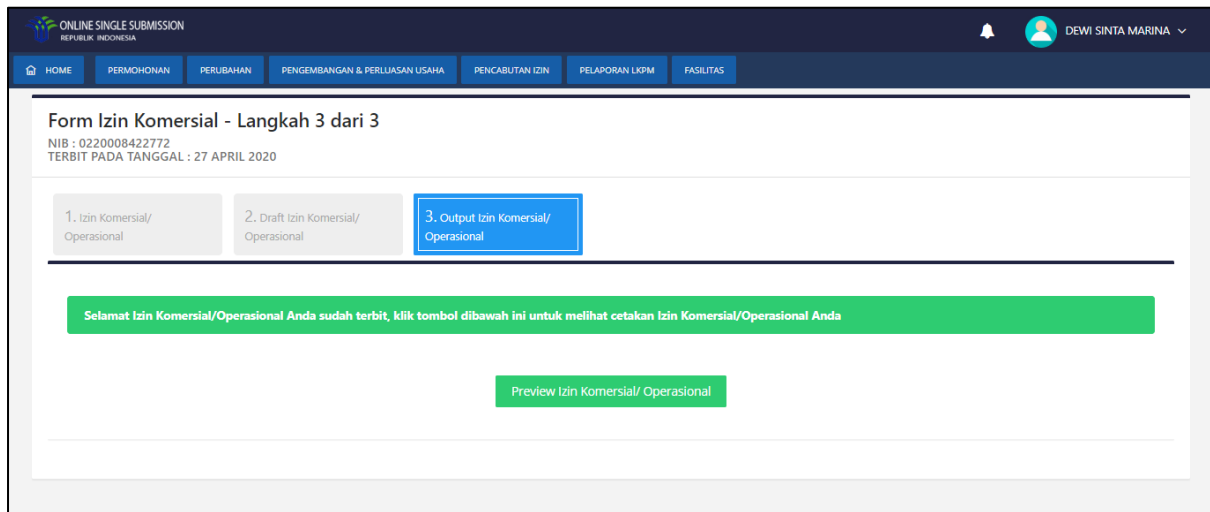 ONLINE SINGLE SUBMISSION
REPUBLIK INDONESIA
DEWI SINTA MARINA
HOME PERMOHONAN PERUBAHAN PENGEMBANGAN & PERLUASAN USAHA PENCABUTAN IZIN PELAPORAN LKPM FASILITAS
Form Izin Komersial - Langkah 3 dari 3
NIB : 0220008422772
TERBIT PADA TANGGAL : 27 APRIL 2020
1. Izin Komersial/
Operasional
2. Draft Izin Komersial/
Operasional
3. Output Izin Komersial/
Operasional
Selamat Izin Komersial/Operasional Anda sudah terbit, klik tombol dibawah ini untuk melihat cetakan Izin Komersial/Operasional Anda
Preview Izin Komersial/ Operasional